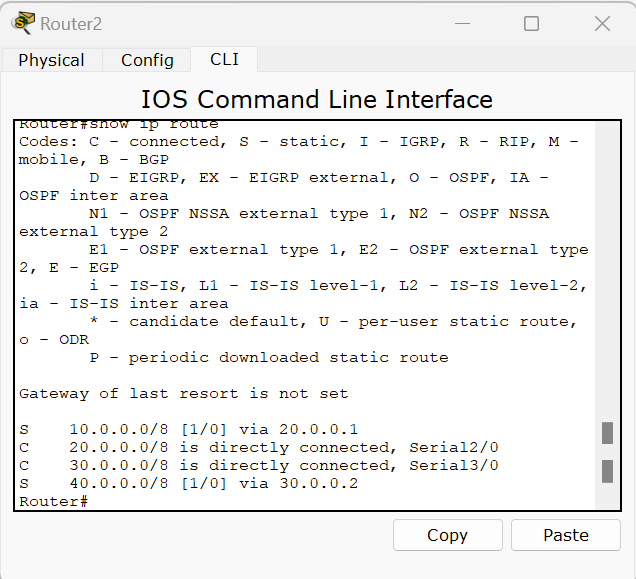 Router2
Physical Config CLI
IOS Command Line Interface
Router#show ip route
Codes: C - connected, S - static, I - IGRP, R - RIP, M -
mobile, B - BGP
D - EIGRP, EX - EIGRP external, O - OSPF, IA -
OSPF inter area
N1 - OSPF NSSA external type 1, N2 - OSPF NSSA
external type 2
E1 - OSPF external type 1, E2 - OSPF external type
2, E - EGP
i - IS-IS, L1 - IS-IS level-1, L2 - IS-IS level-2,
ia - IS-IS inter area
* - candidate default, U - per-user static route,
o - ODR
P - periodic downloaded static route
Gateway of last resort is not set
S 10.0.0.0/8 [1/0] via 20.0.0.1
C 20.0.0.0/8 is directly connected, Serial2/0
C 30.0.0.0/8 is directly connected, Serial3/0
S 40.0.0.0/8 [1/0] via 30.0.0.2
Router#
Copy Paste